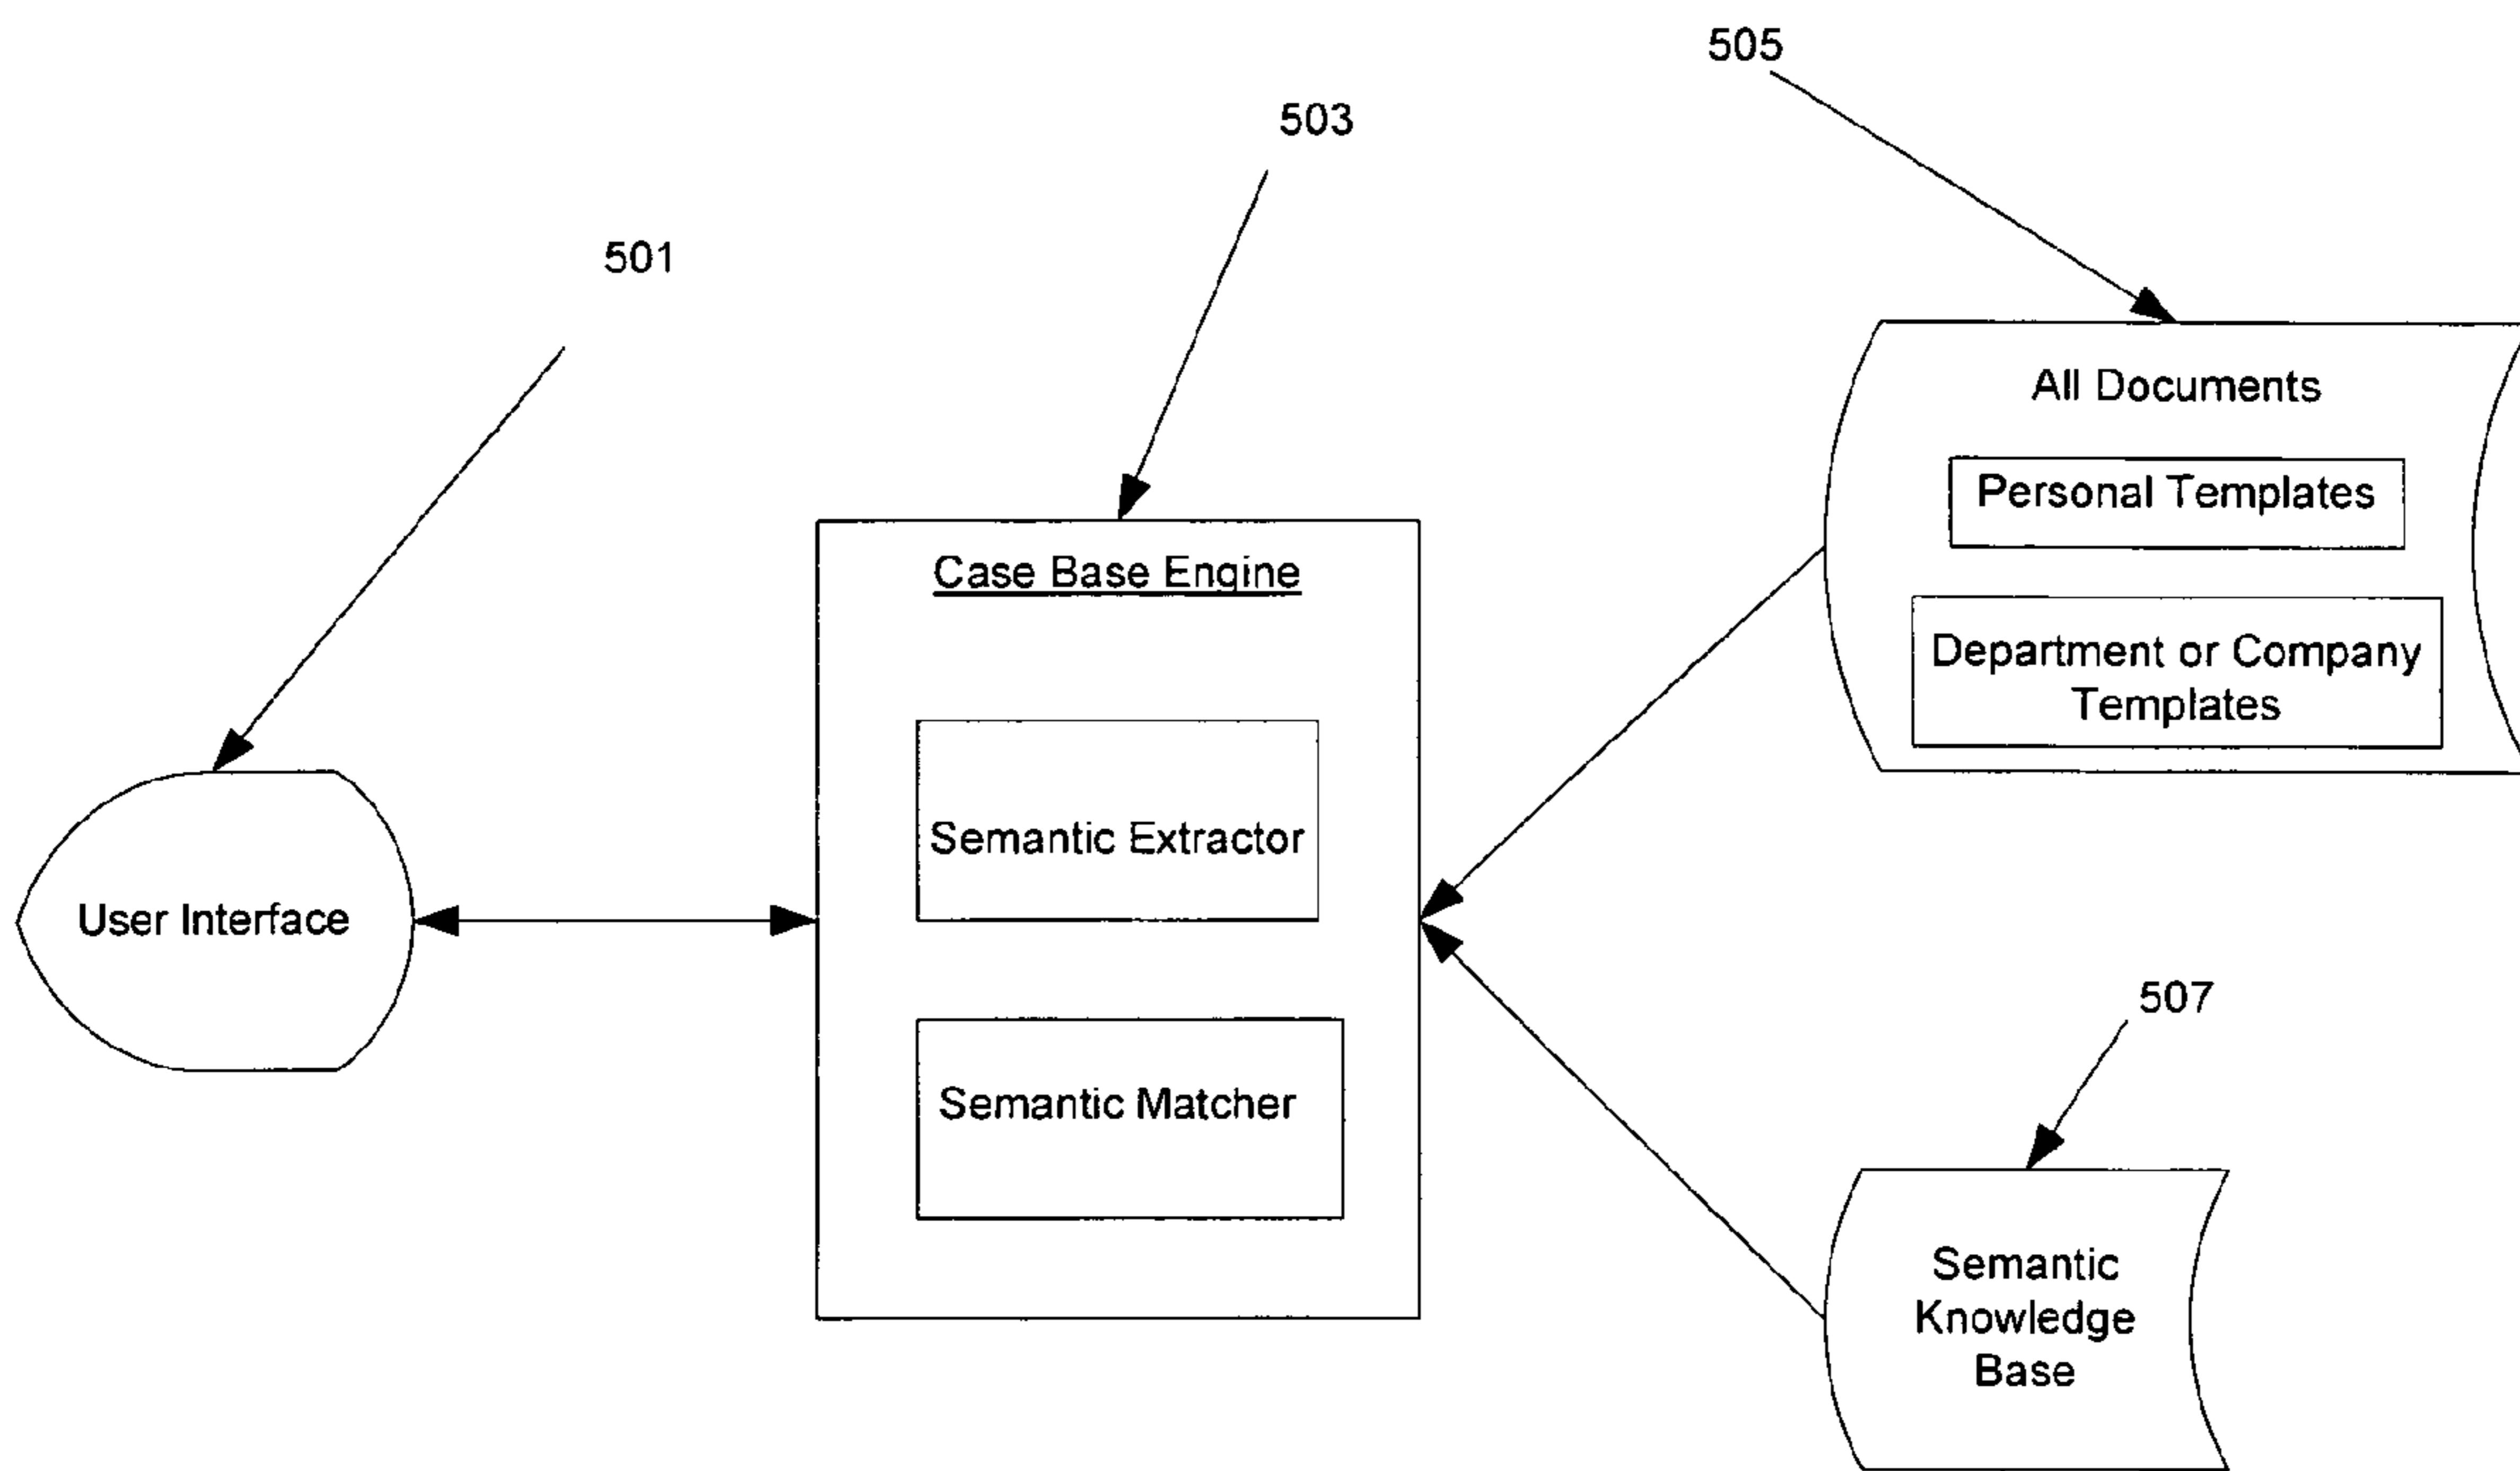 505
503
501
All Documents
Personal Templates
Department or Company
Templates
Case Base Engine
Semantic Extractor
User Interface
Semantic Matcher
507
Semantic
Knowledge
Base